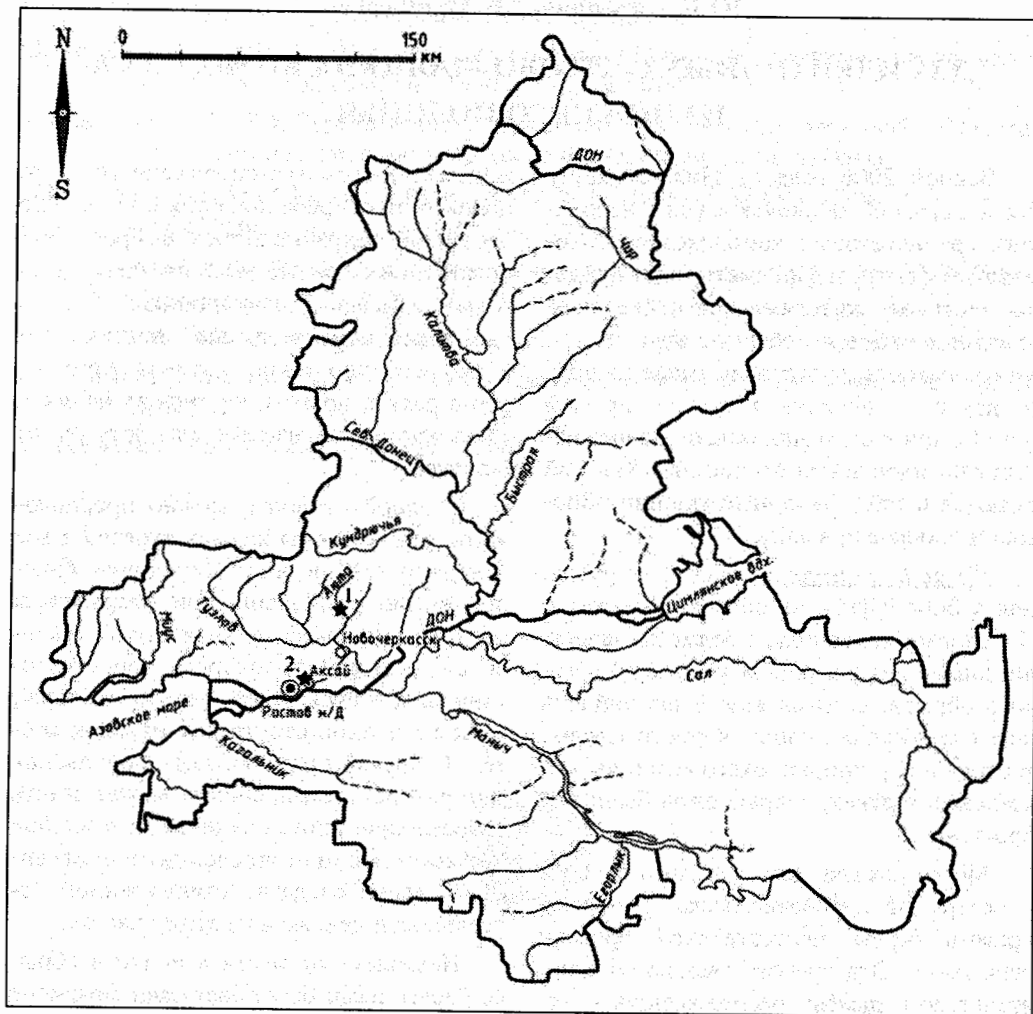 N
S
0
150
км
ДОН
Чир
Калитва
Сев. Донец
Быстрая
Кундрючья
Цимлянское вдх.
Аюта
1.
Тузлов
Миус
ДОН
Новочеркасск
Сал
2.
Аксай
Ростов н/Д
Азовское море
Маныч
Кагальник
Егорлык